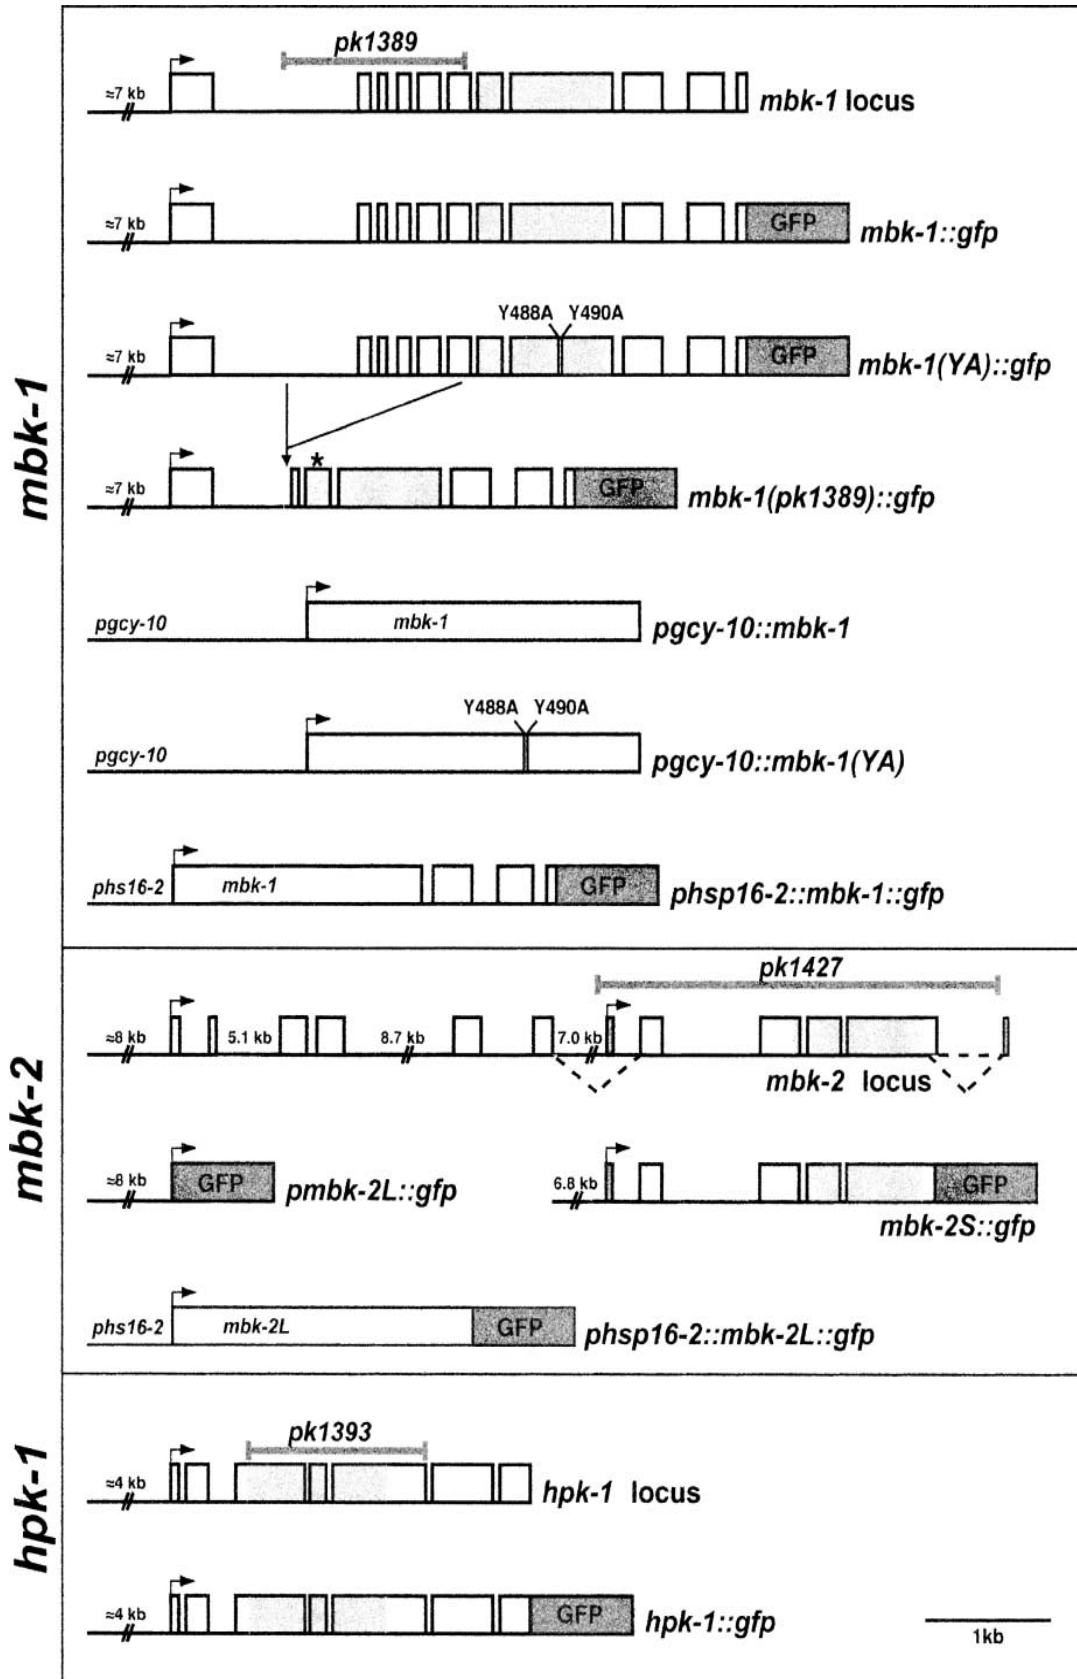 mbk-1
pk1389
≈7 kb
mbk-1 locus
≈7 kb
GFP
mbk-1::gfp
Y488A Y490A
≈7 kb
GFP
mbk-1(YA)::gfp
*
≈7 kb
GFP
mbk-1(pk1389)::gfp
pgcy-10
mbk-1
pgcy-10::mbk-1
Y488A Y490A
pgcy-10
pgcy-10::mbk-1(YA)
phs16-2
mbk-1
GFP
phsp16-2::mbk-1::gfp
mbk-2
pk1427
≈8 kb
5.1 kb
8.7 kb
7.0 kb
mbk-2 locus
≈8 kb
GFP
pmbk-2L::gfp
6.8 kb
GFP
mbk-2S::gfp
phs16-2
mbk-2L
GFP
phsp16-2::mbk-2L::gfp
hpk-1
pk1393
≈4 kb
hpk-1 locus
≈4 kb
GFP
hpk-1::gfp
1kb